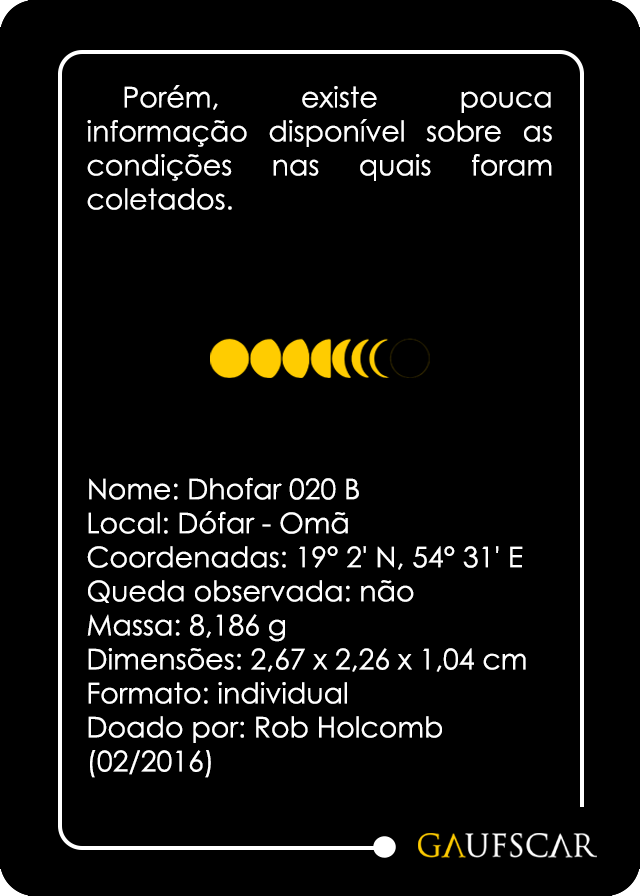 Porém, existe pouca
informação disponível sobre as
condições nas quais foram
coletados.
Nome: Dhofar 020 B
Local: Dófar - Omã
Coordenadas: 19° 2' N, 54° 31' E
Queda observada: não
Massa: 8,186 g
Dimensões: 2,67 x 2,26 x 1,04 cm
Formato: individual
Doado por: Rob Holcomb
(02/2016)
GAUFSCAR